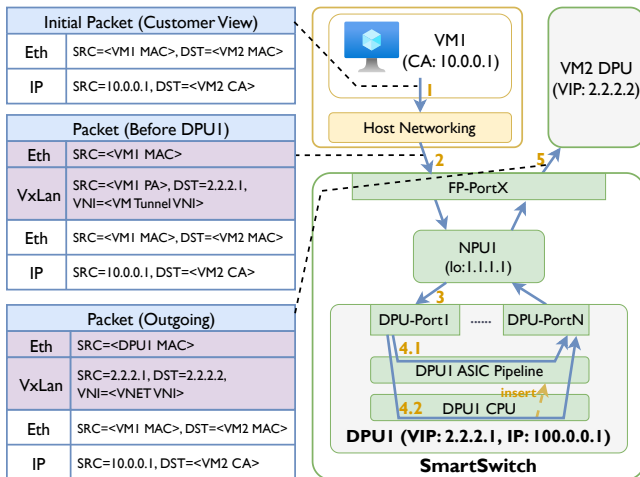 Initial Packet (Customer View)
Eth SRC=<VM1 MAC>, DST=<VM2 MAC>
IP SRC=10.0.0.1, DST=<VM2 CA>
Packet (Before DPU1)
Eth SRC=<VM1 MAC>
VxLan SRC=<VM1 PA>, DST=2.2.2.1,
VNI=<VM Tunnel VNI>
Eth SRC=<VM1 MAC>, DST=<VM2 MAC>
IP SRC=10.0.0.1, DST=<VM2 CA>
Packet (Outgoing)
Eth SRC=<DPU1 MAC>
VxLan SRC=2.2.2.1, DST=2.2.2.2,
VNI=<VNET VNI>
Eth SRC=<VM1 MAC>, DST=<VM2 MAC>
IP SRC=10.0.0.1, DST=<VM2 CA>
VM1
(CA: 10.0.0.1)
1
Host Networking
2
VM2 DPU
(VIP: 2.2.2.2)
5
FP-PortX
NPU1
(lo:1.1.1.1)
3
DPU-Port1 ...... DPU-PortN
4.1
DPU1 ASIC Pipeline
insert
4.2 DPU1 CPU
DPU1 (VIP: 2.2.2.1, IP: 100.0.0.1)
SmartSwitch